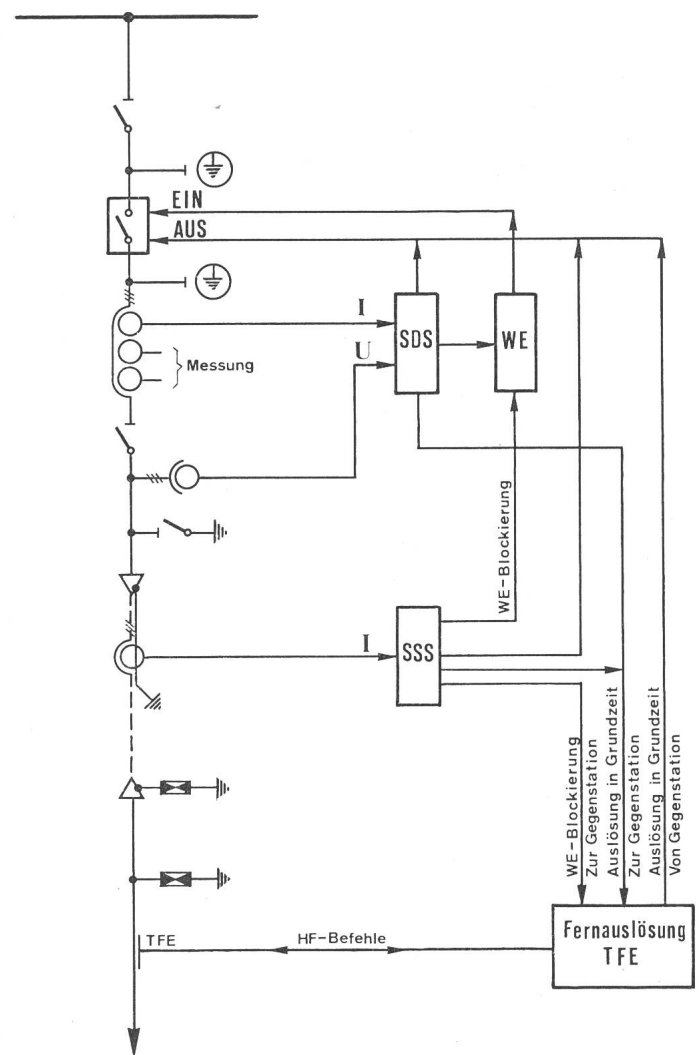 EIN
AUS
I
SDS
WE
U
Messung
WE-Blockierung
I
SSS
WE-Blockierung
Zur Gegenstation
Auslösung in Grundzeit
Zur Gegenstation
Auslösung in Grundzeit
Von Gegenstation
TFE
HF-Befehle
Fernauslösung
TFE